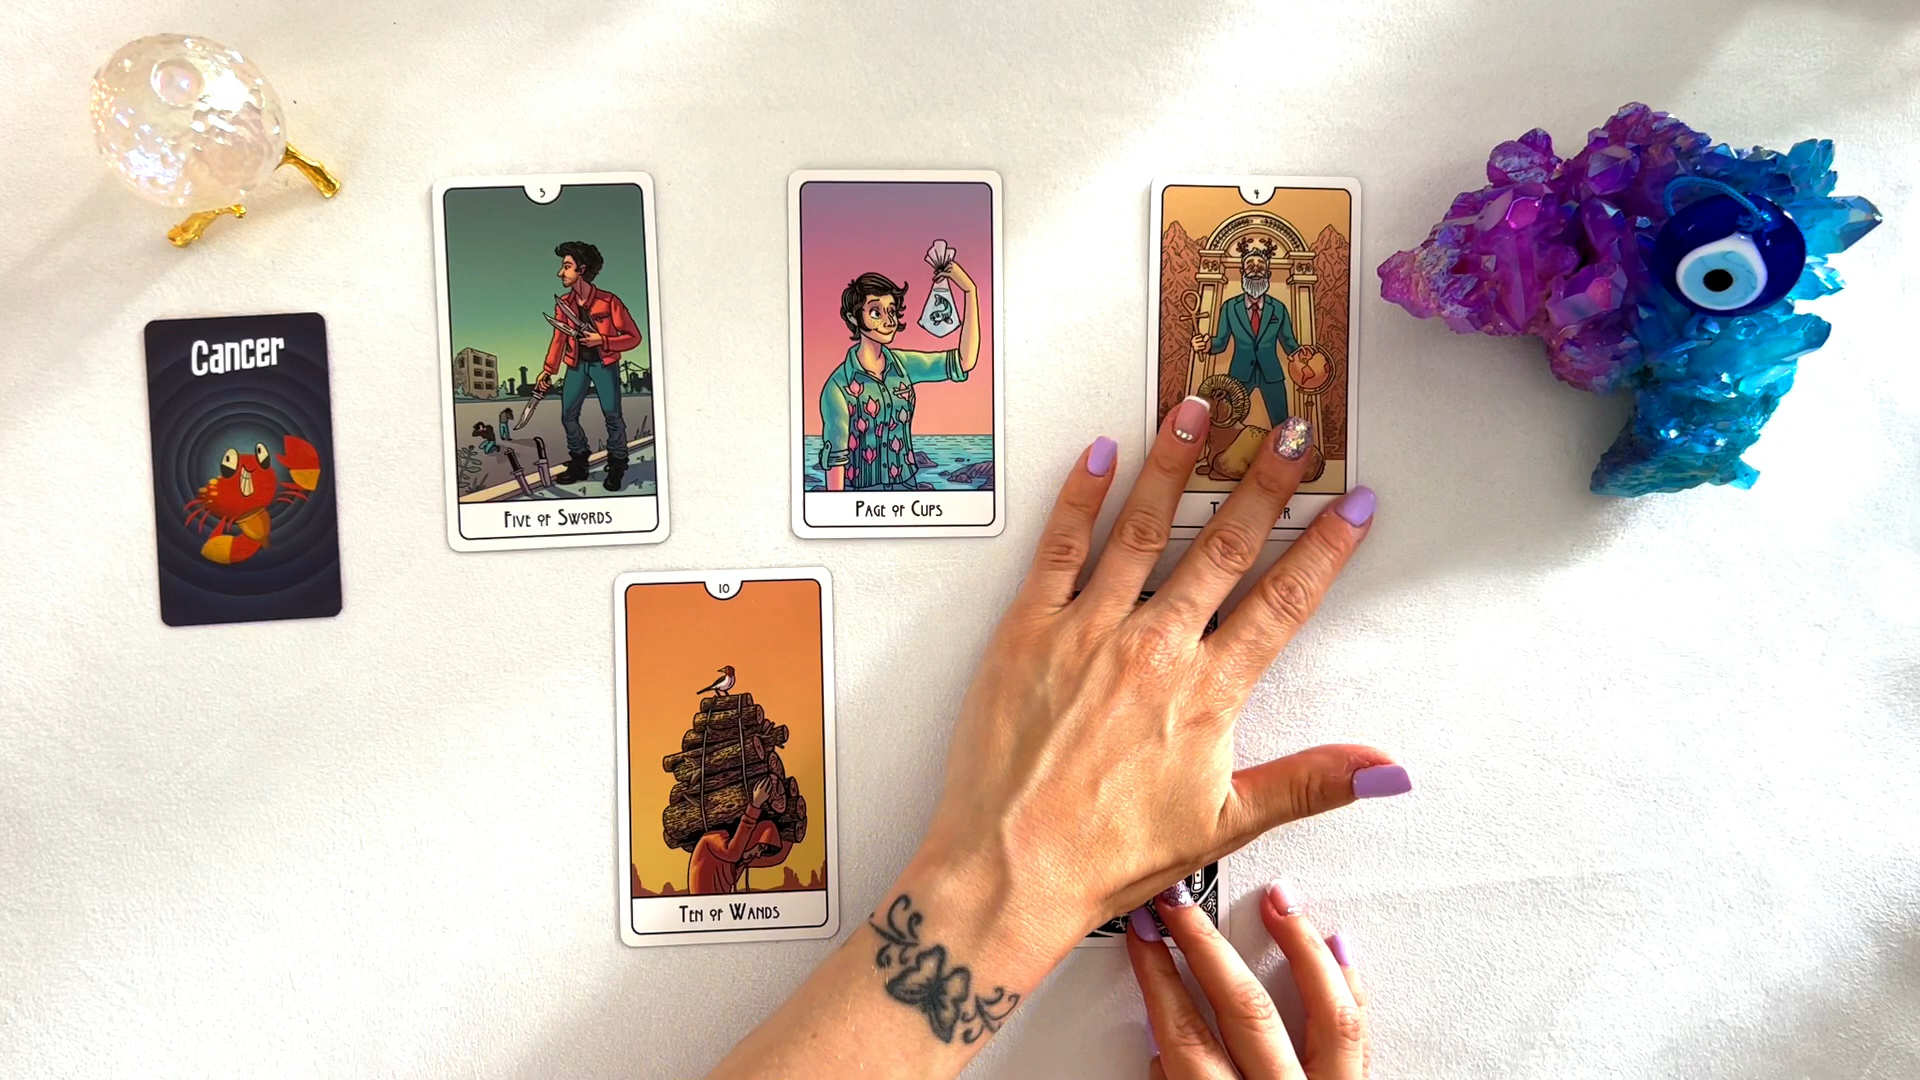 Cancer
5
Five of Swords
Page of Cups
4
10
Ten of Wands